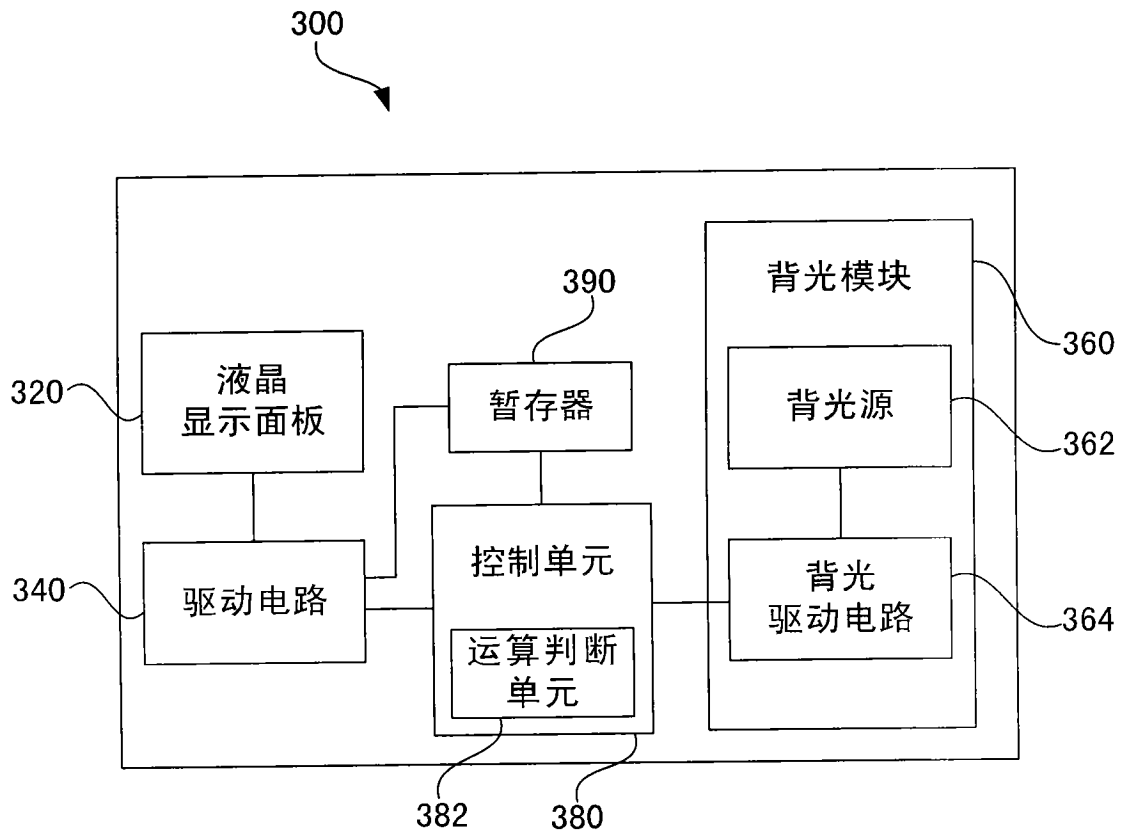 300
背光模块
390
360
液晶
显示面板
320
暂存器
背光源
362
控制单元
340
驱动电路
背光
驱动电路
364
运算判断
单元
382
380